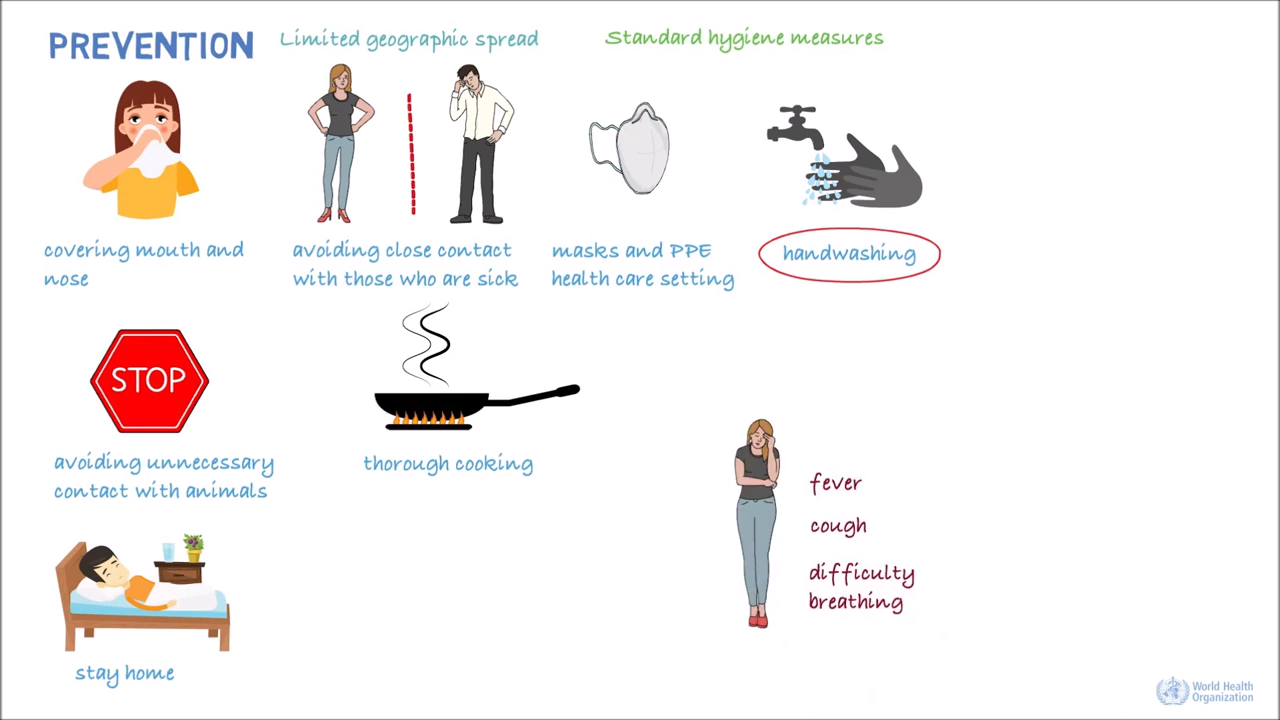 PREVENTION
Limited geographic spread
Standard hygiene measures
covering mouth and
nose
avoiding close contact
with those who are sick
masks and PPE
health care setting
handwashing
STOP
avoiding unnecessary
contact with animals
thorough cooking
fever
cough
difficulty
breathing
stay home
World Health
Organization